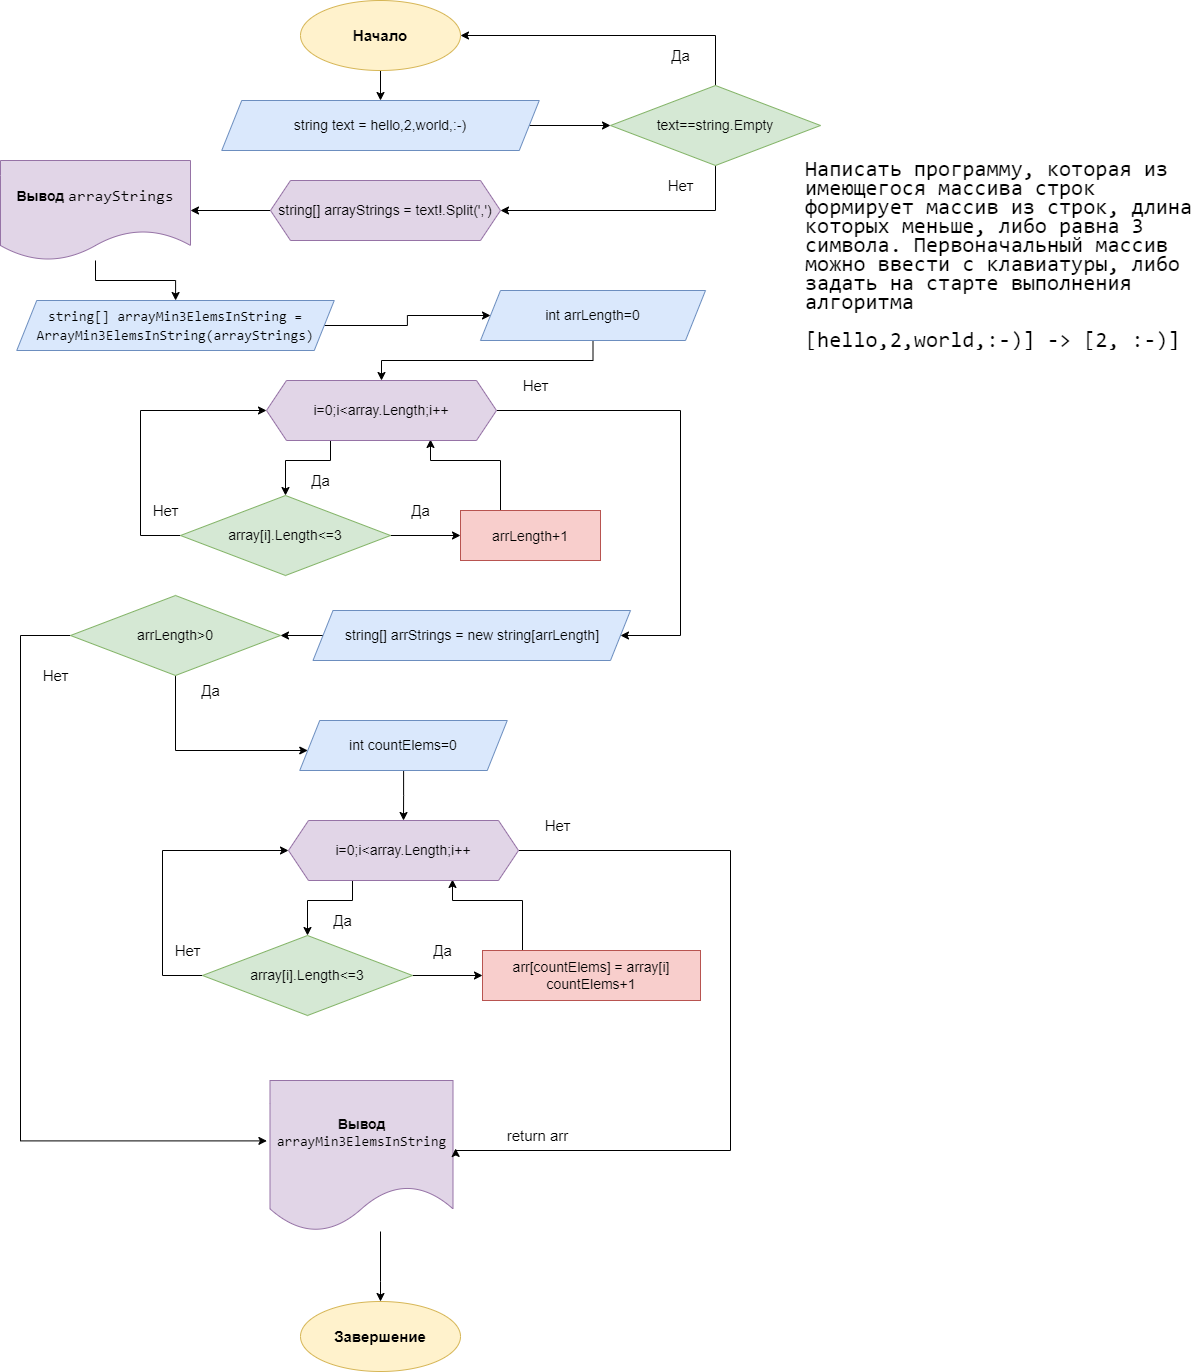 Начало
Да
string text = hello,2,world,:-)
text==string.Empty
Нет
Написать программу, которая из
имеющегося массива строк
формирует массив из строк, длина
которых меньше, либо равна 3
символа. Первоначальный массив
можно ввести с клавиатуры, либо
задать на старте выполнения
алгоритма
[hello,2,world,:-)] -> [2, :-)]
Вывод arrayStrings
string[] arrayStrings = text!.Split(',')
string[] arrayMin3ElemsInString =
ArrayMin3ElemsInString(arrayStrings)
int arrLength=0
Нет
i=0;i<array.Length;i++
Да
Нет
Да
array[i].Length<=3
arrLength+1
arrLength>0
string[] arrStrings = new string[arrLength]
Нет
Да
int countElems=0
Нет
i=0;i<array.Length;i++
Да
Нет
Да
array[i].Length<=3
arr[countElems] = array[i]
countElems+1
Вывод
arrayMin3ElemsInString
return arr
Завершение